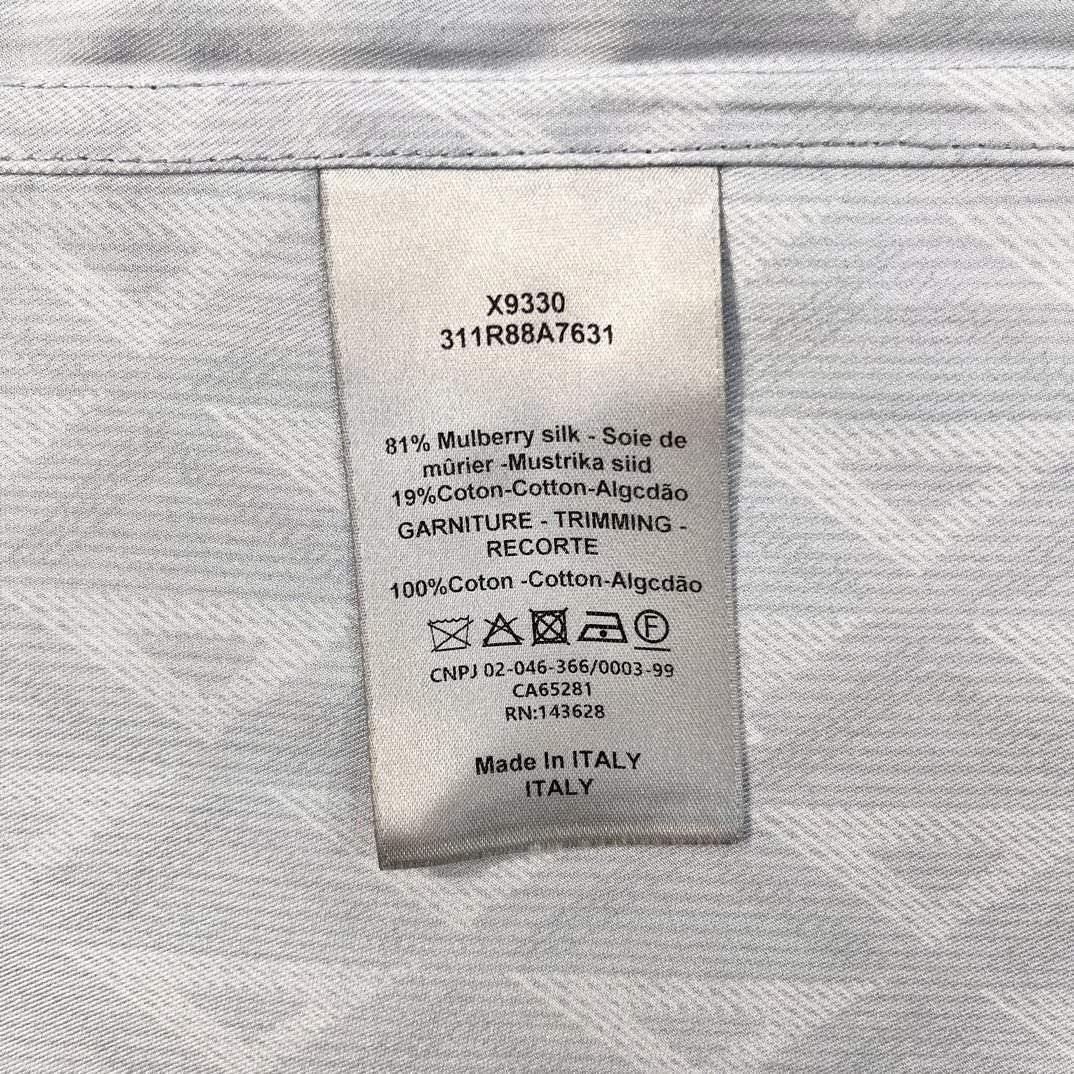 X9330
311R88A7631
81% Mulberry silk - Soie de
mûrier -Mustrika siid
19%Coton-Cotton-Algcdão
GARNITURE - TRIMMING -
RECORTE
100%Coton -Cotton-Algcdão
F
CNPJ 02-046-366/0003-99
CA65281
RN:143628
Made In ITALY
ITALY